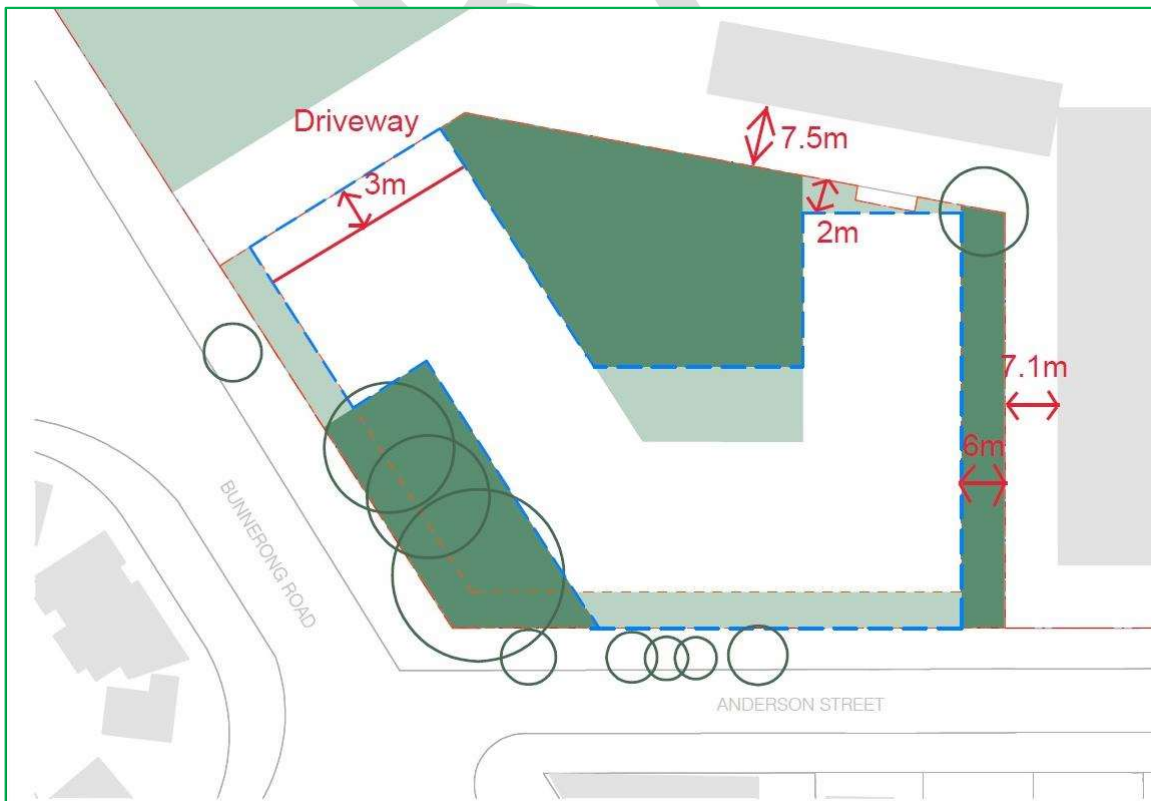 Driveway
7.5m
3m
2m
7.1m
6m
BUNNERONG ROAD
ANDERSON STREET